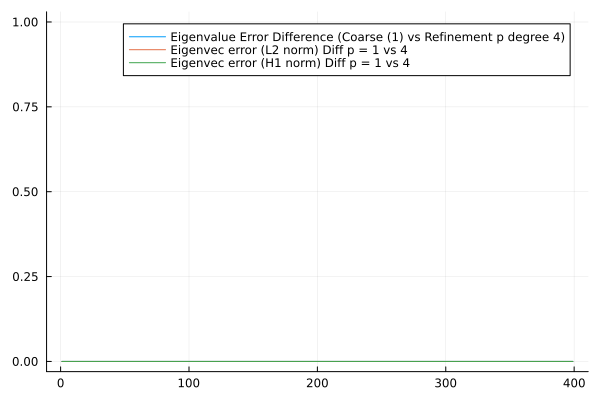 1.00
Eigenvalue Error Difference (Coarse (1) vs Refinement p degree 4)
Eigenvec error (L2 norm) Diff p = 1 vs 4
Eigenvec error (H1 norm) Diff p = 1 vs 4
0.75
0.50
0.25
0.00
0 100 200 300 400